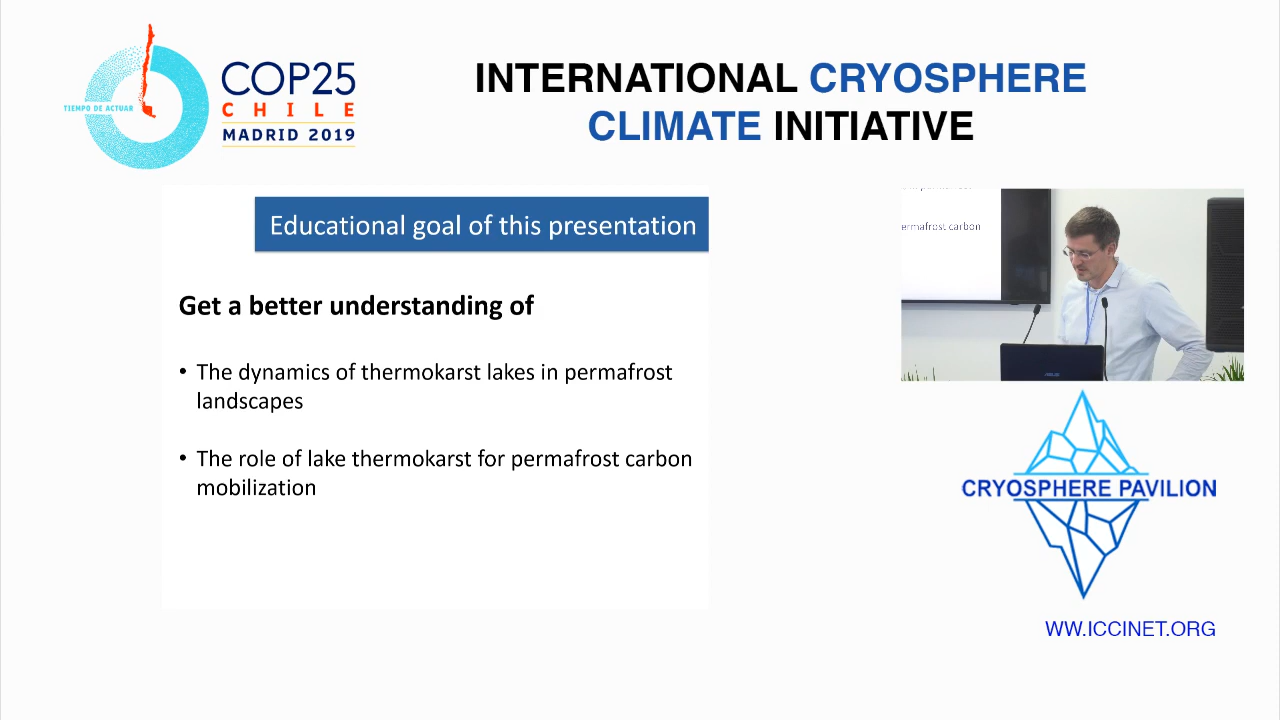 TIEMPO DE ACTUAR
COP25
CHILE
MADRID 2019
INTERNATIONAL CRYOSPHERE
CLIMATE INITIATIVE
Educational goal of this presentation
Get a better understanding of
• The dynamics of thermokarst lakes in permafrost
landscapes
• The role of lake thermokarst for permafrost carbon
mobilization
ermafrost carbon
CRYOSPHERE PAVILION
WW.ICCINET.ORG